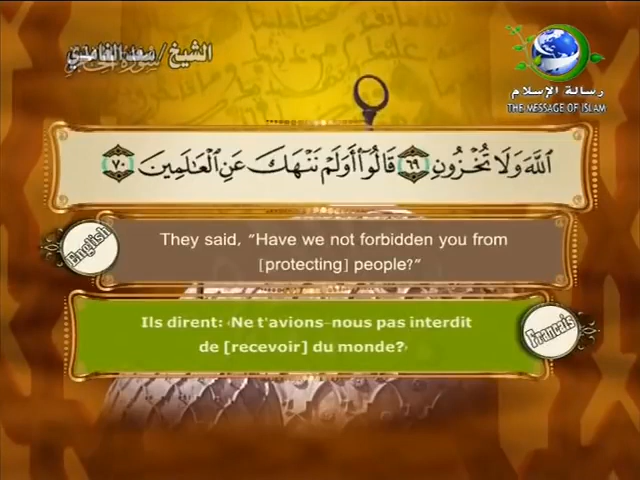 الشيخ / سعد الغامدي
رسالة الإسلام
THE MESSAGE OF ISLAM
ٱللَّهَ وَلَا تُخْزُونِ ٦٩ قَالُوٓا۟ أَوَلَمْ نَنْهَكَ عَنِ ٱلْعَٰلَمِينَ ٧٠
English
They said, “Have we not forbidden you from
[protecting] people?”
Ils dirent: ‹Ne t'avions-nous pas interdit
de [recevoir] du monde?›
Francais